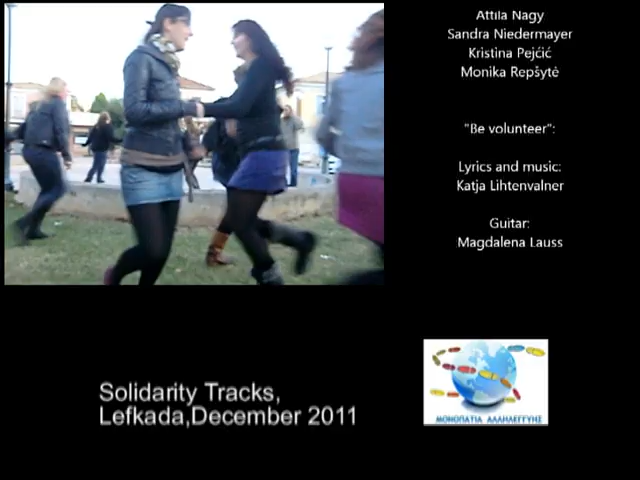 Attila Nagy
Sandra Niedermayer
Kristina Pejćić
Monika Repšytė
"Be volunteer":
Lyrics and music:
Katja Lihtenvalner
Guitar:
Magdalena Lauss
Solidarity Tracks,
Lefkada,December 2011
ΜΟΝΟΠΑΤΙΑ ΑΛΛΗΛΕΓΓΥΗΣ